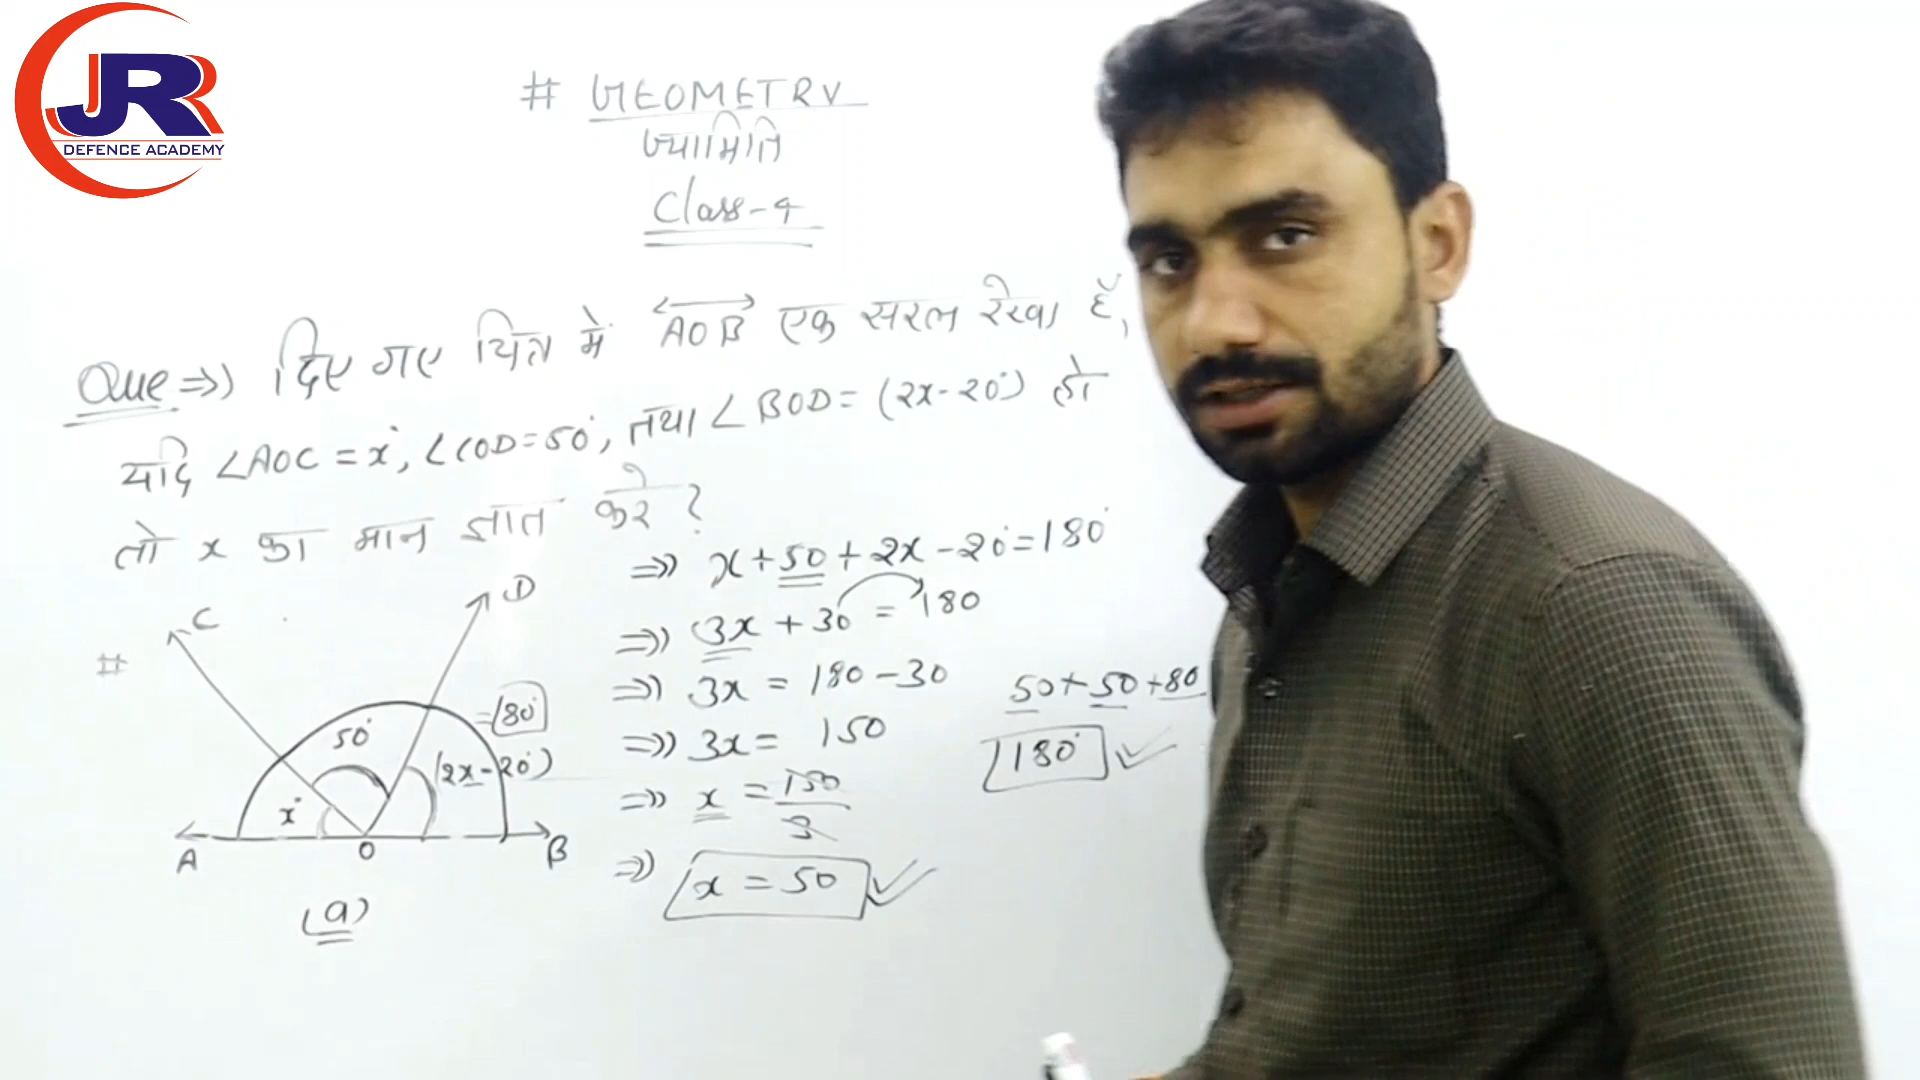 JR
DEFENCE ACADEMY
# GEOMETRY
ज्यामिति
Class-4
Que ⇒ दिए गए चित्र मे AOB एक सरल रेखा है,
यदि ∠AOC = x°, ∠COD = 50°, तथा ∠BOD = (2x-20°) हो
तो x का मान ज्ञात करे ?
⇒ x + 50 + 2x - 20° = 180°
⇒ 3x + 30 = 180
⇒ 3x = 180 - 30
⇒ 3x = 150
⇒ x = 150/3
⇒ x = 50
50 + 50 + 80
180°
#
C
D
= 80°
50°
(2x - 20°)
x°
A
O
B
(a)